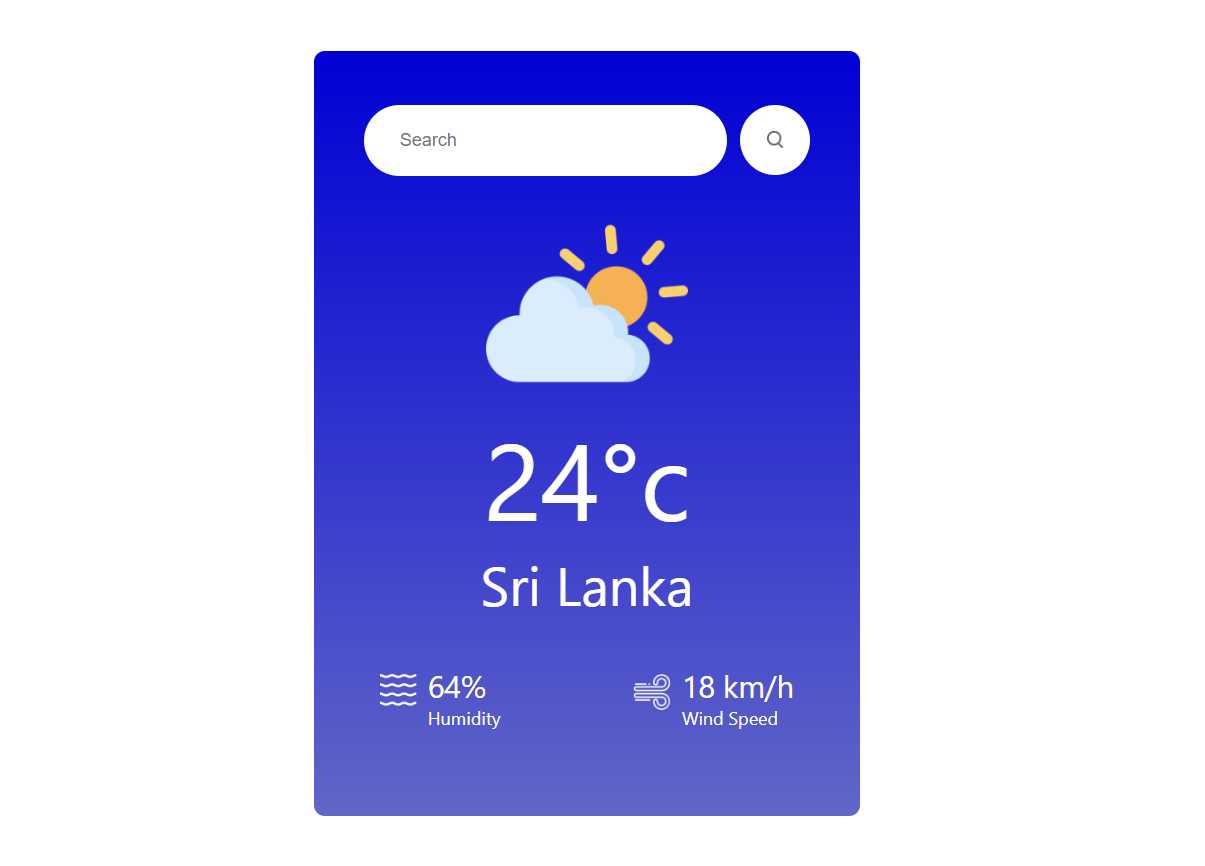 Search
24°c
Sri Lanka
64%
Humidity
18 km/h
Wind Speed